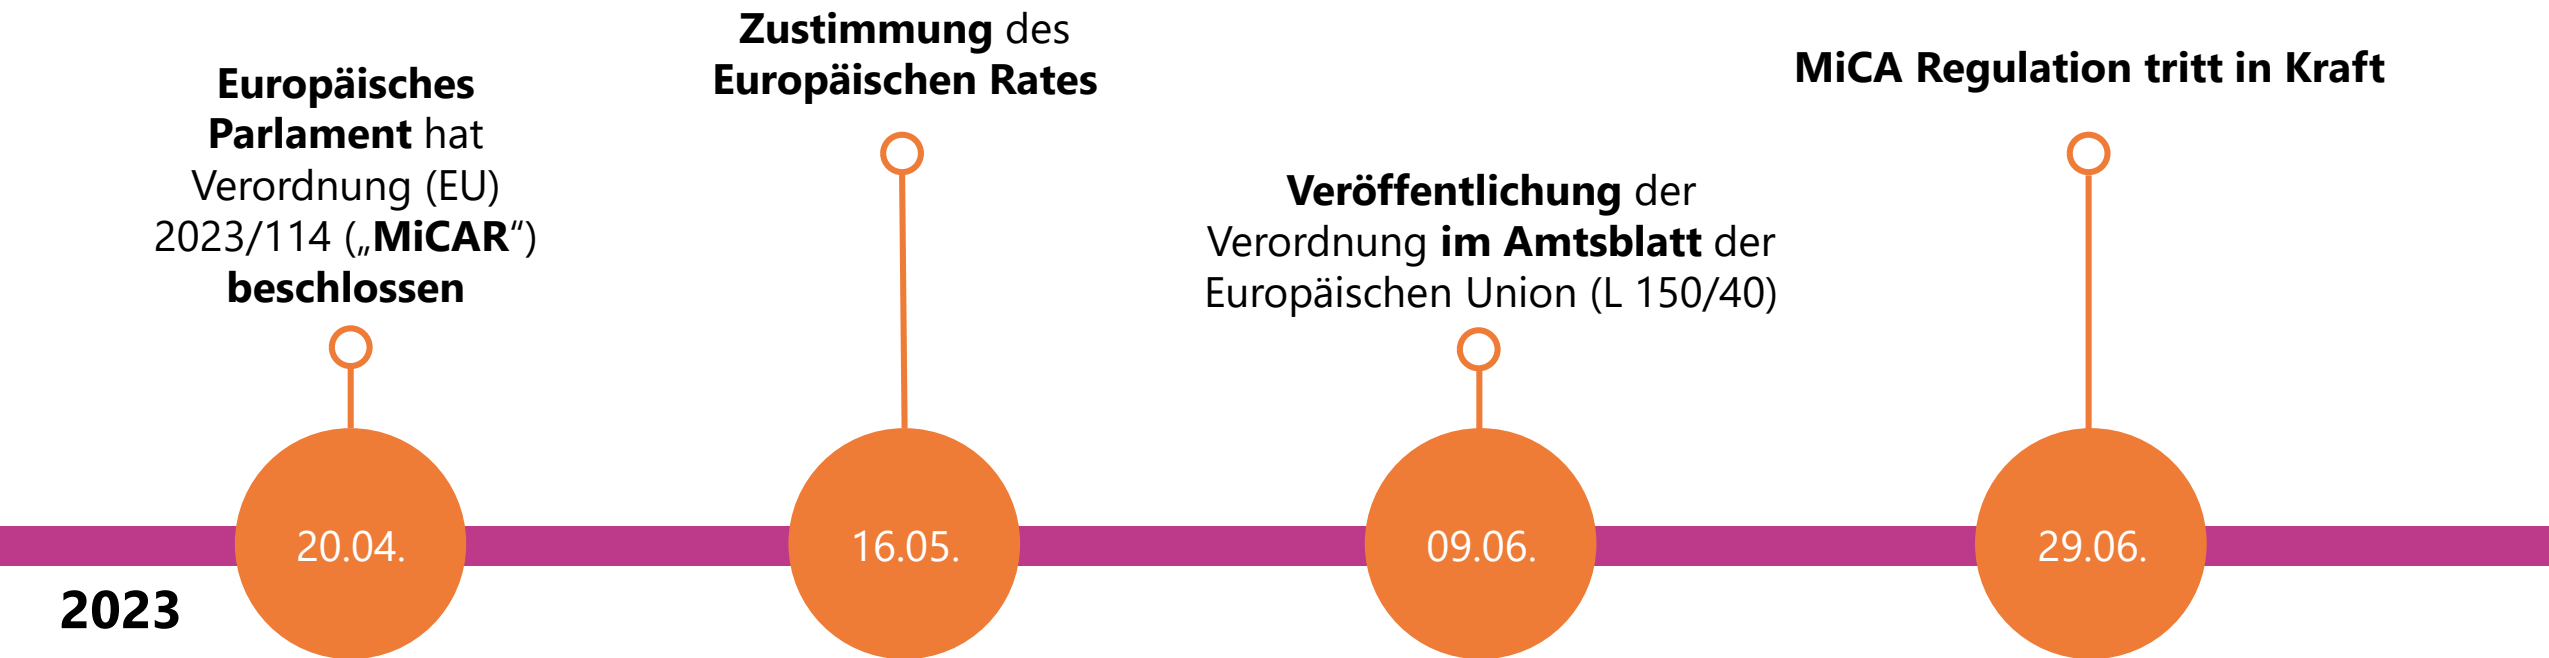 Europäisches
Parlament hat
Verordnung (EU)
2023/114 („MiCAR“)
beschlossen
Zustimmung des
Europäischen Rates
Veröffentlichung der
Verordnung im Amtsblatt der
Europäischen Union (L 150/40)
MiCA Regulation tritt in Kraft
20.04.
16.05.
09.06.
29.06.
2023